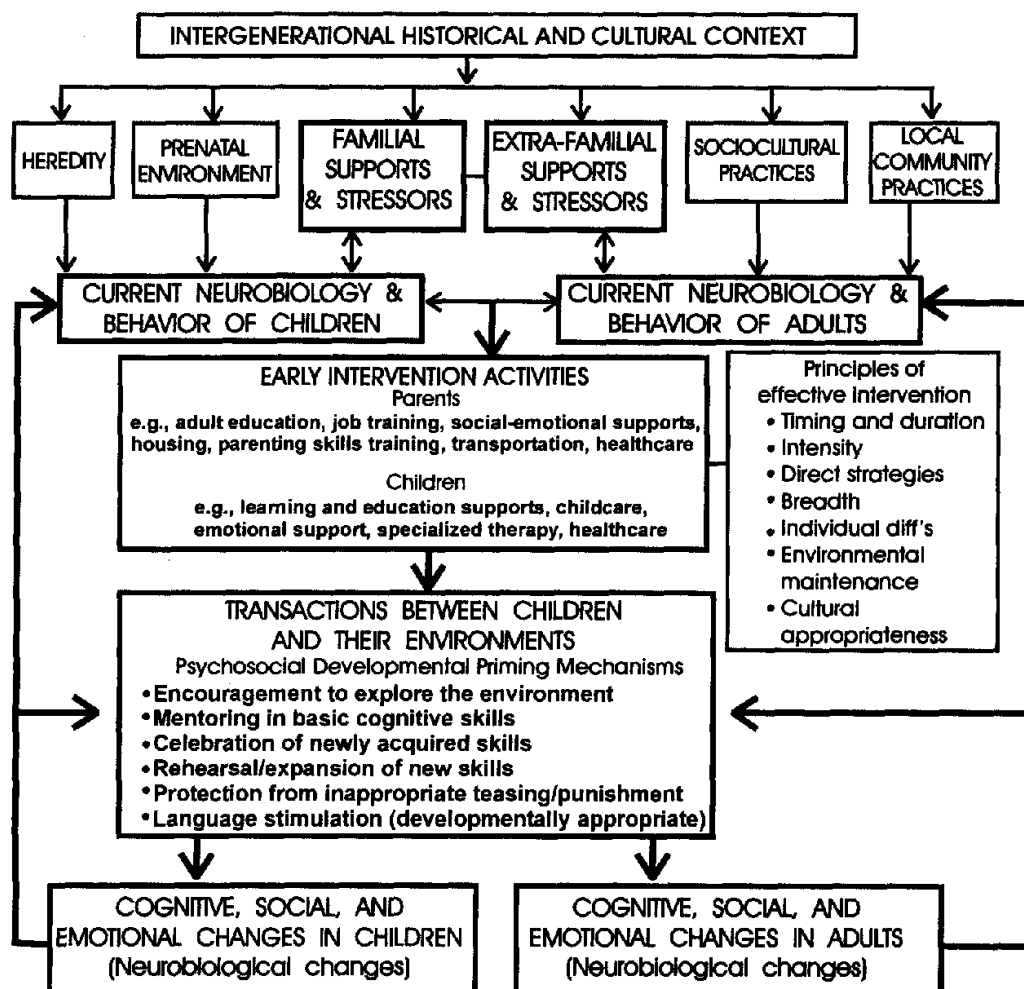 INTERGENERATIONAL HISTORICAL AND CULTURAL CONTEXT
HEREDITY
PRENATAL
ENVIRONMENT
FAMILIAL
SUPPORTS
& STRESSORS
EXTRA-FAMILIAL
SUPPORTS
& STRESSORS
SOCIOCULTURAL
PRACTICES
LOCAL
COMMUNITY
PRACTICES
CURRENT NEUROBIOLOGY &
BEHAVIOR OF CHILDREN
CURRENT NEUROBIOLOGY &
BEHAVIOR OF ADULTS
EARLY INTERVENTION ACTIVITIES
Parents
e.g., adult education, job training, social-emotional supports,
housing, parenting skills training, transportation, healthcare
Children
e.g., learning and education supports, childcare,
emotional support, specialized therapy, healthcare
Principles of
effective intervention
• Timing and duration
• Intensity
• Direct strategies
• Breadth
• Individual diff's
• Environmental
maintenance
• Cultural
appropriateness
TRANSACTIONS BETWEEN CHILDREN
AND THEIR ENVIRONMENTS
Psychosocial Developmental Priming Mechanisms
• Encouragement to explore the environment
• Mentoring in basic cognitive skills
• Celebration of newly acquired skills
• Rehearsal/expansion of new skills
• Protection from inappropriate teasing/punishment
• Language stimulation (developmentally appropriate)
COGNITIVE, SOCIAL, AND
EMOTIONAL CHANGES IN CHILDREN
(Neurobiological changes)
COGNITIVE, SOCIAL, AND
EMOTIONAL CHANGES IN ADULTS
(Neurobiological changes)